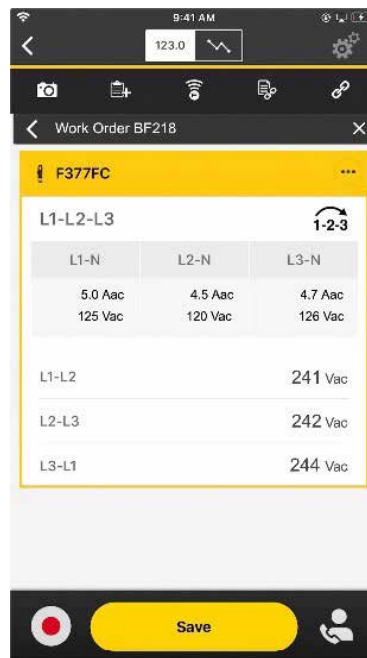 9:41 AM
123.0
Work Order BF218
F377FC
L1-L2-L3
1-2-3
L1-N L2-N L3-N
5.0 Aac 4.5 Aac 4.7 Aac
125 Vac 120 Vac 126 Vac
L1-L2 241 Vac
L2-L3 242 Vac
L3-L1 244 Vac
Save